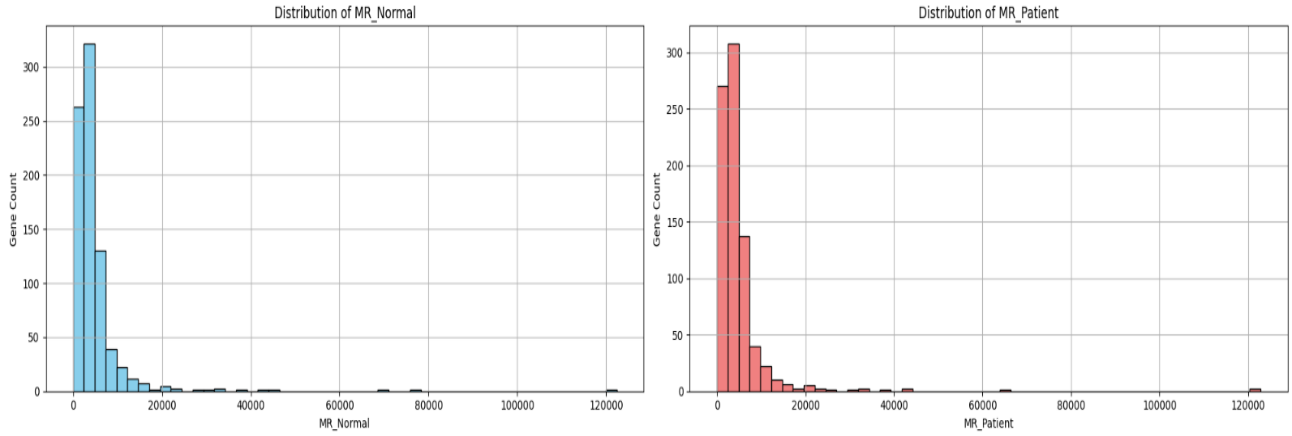 Distribution of MR_Normal
300
250
200
150
100
50
0
Gene Count
0 20000 40000 60000 80000 100000 120000
MR_Normal
Distribution of MR_Patient
300
250
200
150
100
50
0
Gene Count
0 20000 40000 60000 80000 100000 120000
MR_Patient